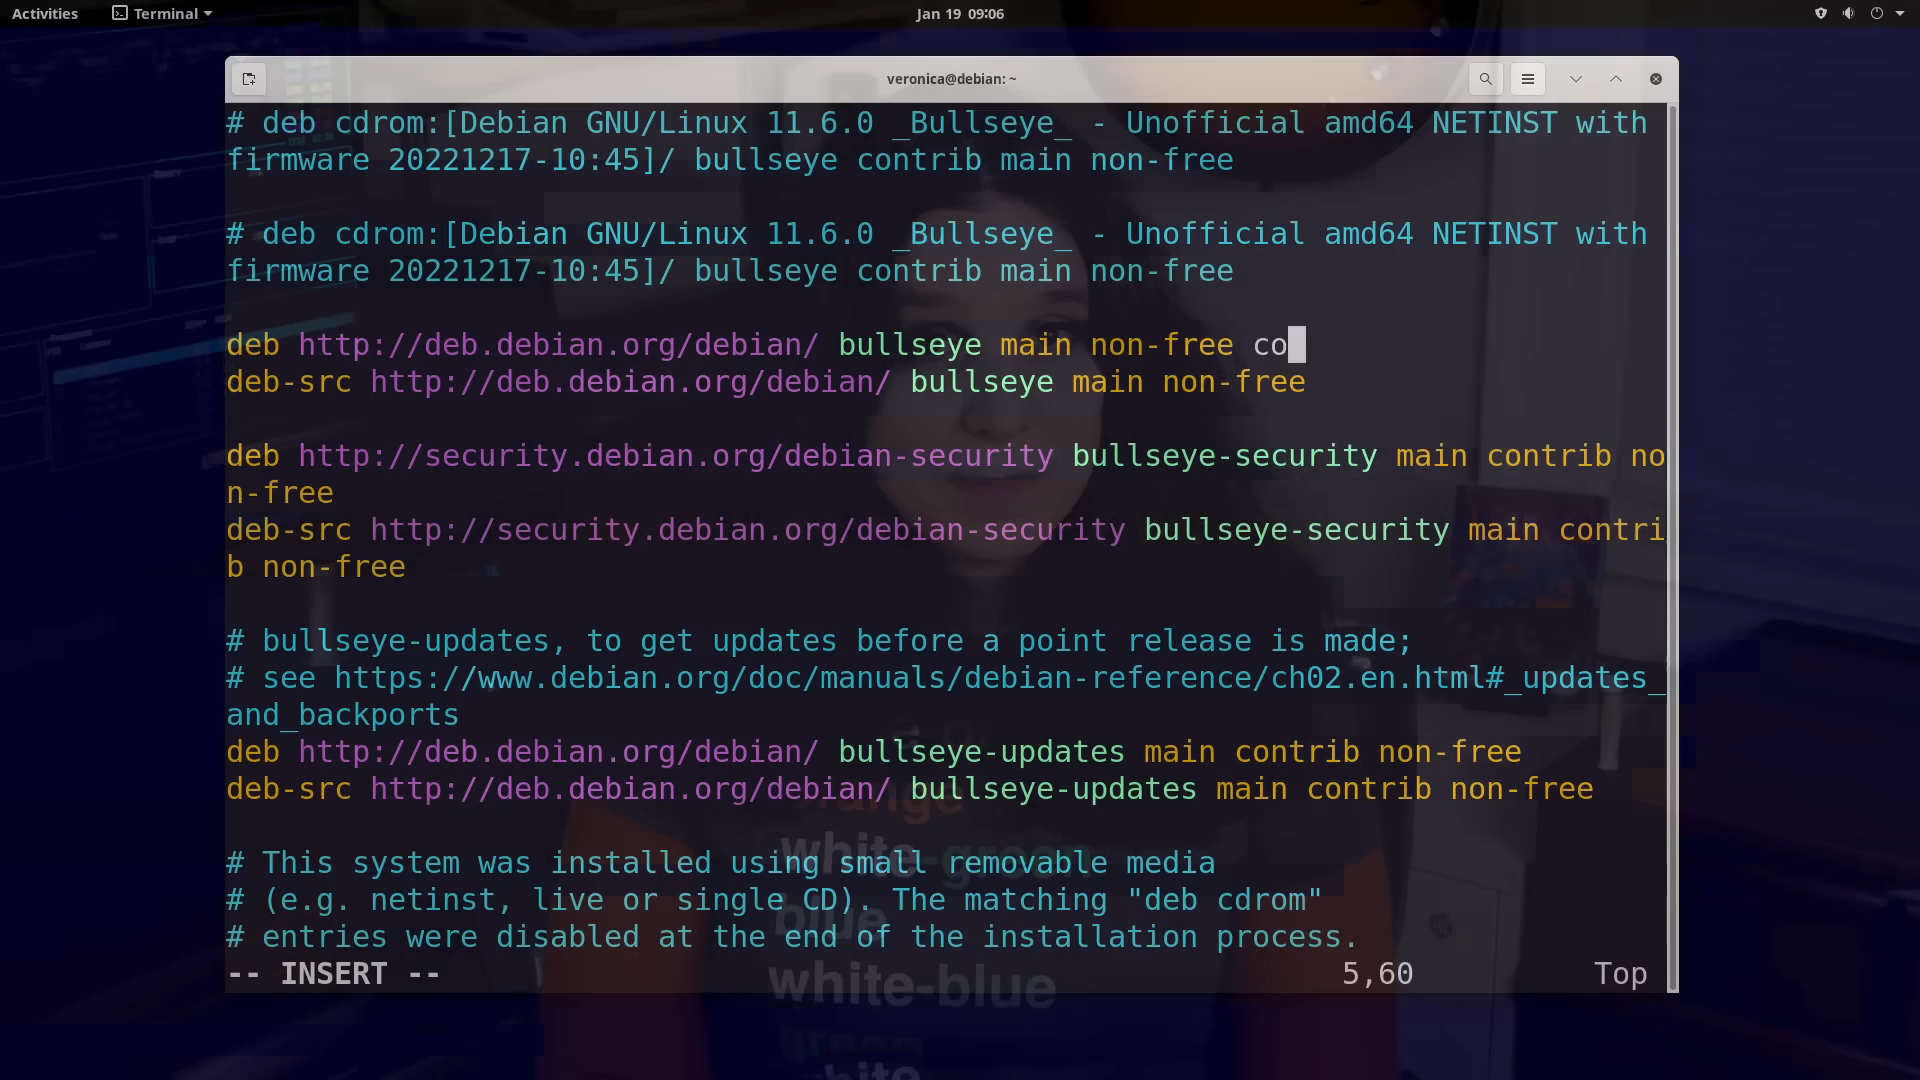 Activities
Terminal
Jan 19 09:06
veronica@debian: ~
# deb cdrom:[Debian GNU/Linux 11.6.0 _Bullseye_ - Unofficial amd64 NETINST with
firmware 20221217-10:45]/ bullseye contrib main non-free
# deb cdrom:[Debian GNU/Linux 11.6.0 _Bullseye_ - Unofficial amd64 NETINST with
firmware 20221217-10:45]/ bullseye contrib main non-free
deb http://deb.debian.org/debian/ bullseye main non-free co
deb-src http://deb.debian.org/debian/ bullseye main non-free
deb http://security.debian.org/debian-security bullseye-security main contrib no
n-free
deb-src http://security.debian.org/debian-security bullseye-security main contri
b non-free
# bullseye-updates, to get updates before a point release is made;
# see https://www.debian.org/doc/manuals/debian-reference/ch02.en.html#_updates_
and_backports
deb http://deb.debian.org/debian/ bullseye-updates main contrib non-free
deb-src http://deb.debian.org/debian/ bullseye-updates main contrib non-free
orange
white-green
# This system was installed using small removable media
# (e.g. netinst, live or single CD). The matching "deb cdrom"
blue
# entries were disabled at the end of the installation process.
-- INSERT -- 5,60 Top
white-blue
green
white